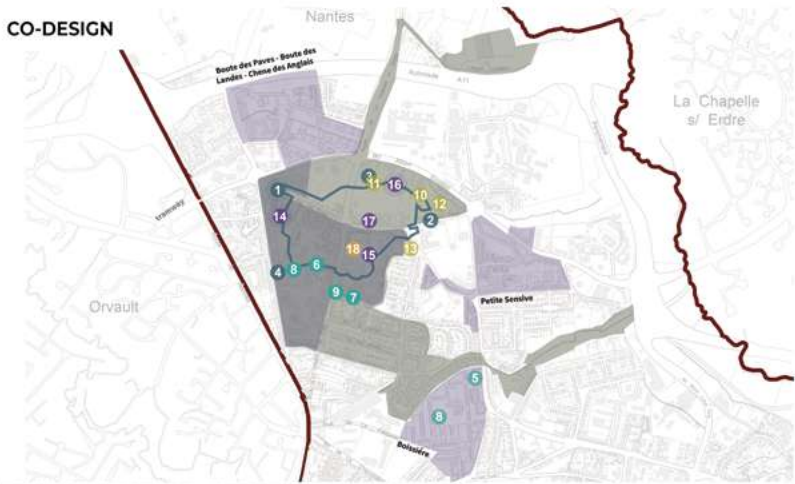 CO-DESIGN
Nantes
Boute des Paves - Boute des
Landes - Chene des Anglais
A11
La Chapelle
s/ Erdre
tramway
Orvault
1
3
11
16
10
12
2
14
17
13
18
15
4
8
6
9
7
Petite Sensive
5
8
Boissière